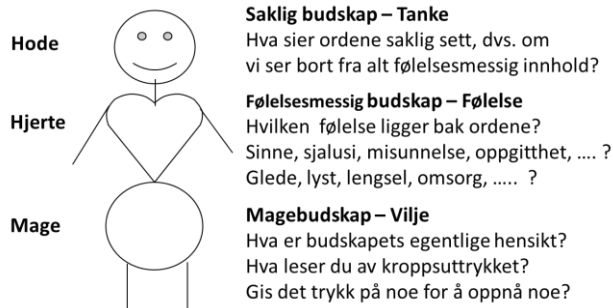 Hode
Saklig budskap – Tanke
Hva sier ordene saklig sett, dvs. om
vi ser bort fra alt følelsesmessig innhold?
Hjerte
Følelsesmessig budskap – Følelse
Hvilken følelse ligger bak ordene?
Sinne, sjalusi, misunnelse, oppgitthet, .... ?
Glede, lyst, lengsel, omsorg, ..... ?
Mage
Magebudskap – Vilje
Hva er budskapets egentlige hensikt?
Hva leser du av kroppsuttrykket?
Gis det trykk på noe for å oppnå noe?